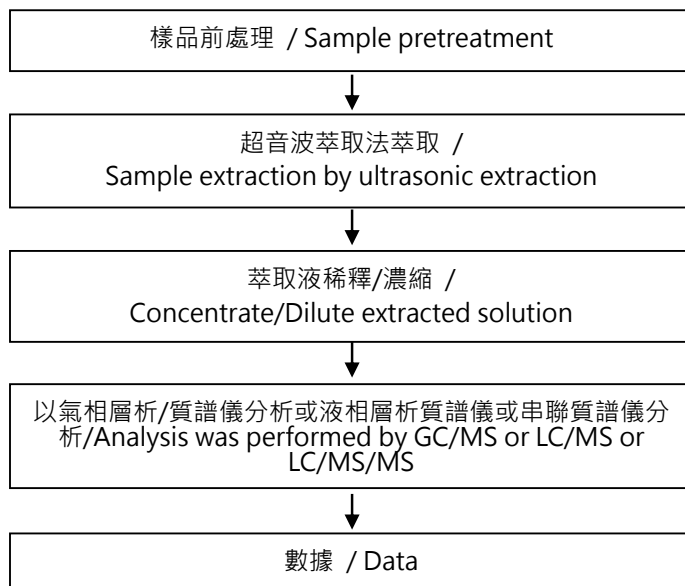 樣品前處理 / Sample pretreatment
超音波萃取法萃取 /
Sample extraction by ultrasonic extraction
萃取液稀釋/濃縮 /
Concentrate/Dilute extracted solution
以氣相層析/質譜儀分析或液相層析質譜儀或串聯質譜儀分
析/Analysis was performed by GC/MS or LC/MS or
LC/MS/MS
數據 / Data